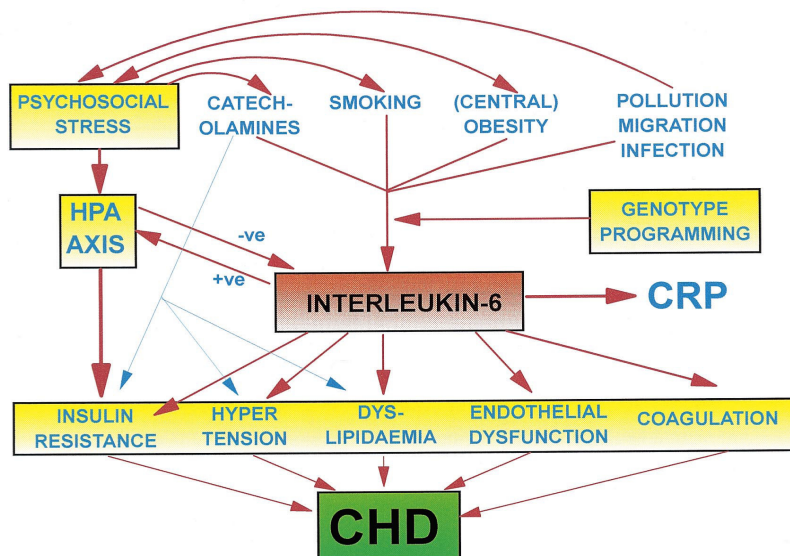 PSYCHOSOCIAL
STRESS
CATECH-
OLAMINES
SMOKING
(CENTRAL)
OBESITY
POLLUTION
MIGRATION
INFECTION
HPA
AXIS
-ve
+ve
GENOTYPE
PROGRAMMING
INTERLEUKIN-6
CRP
INSULIN
RESISTANCE
HYPER
TENSION
DYS-
LIPIDAEMIA
ENDOTHELIAL
DYSFUNCTION
COAGULATION
CHD